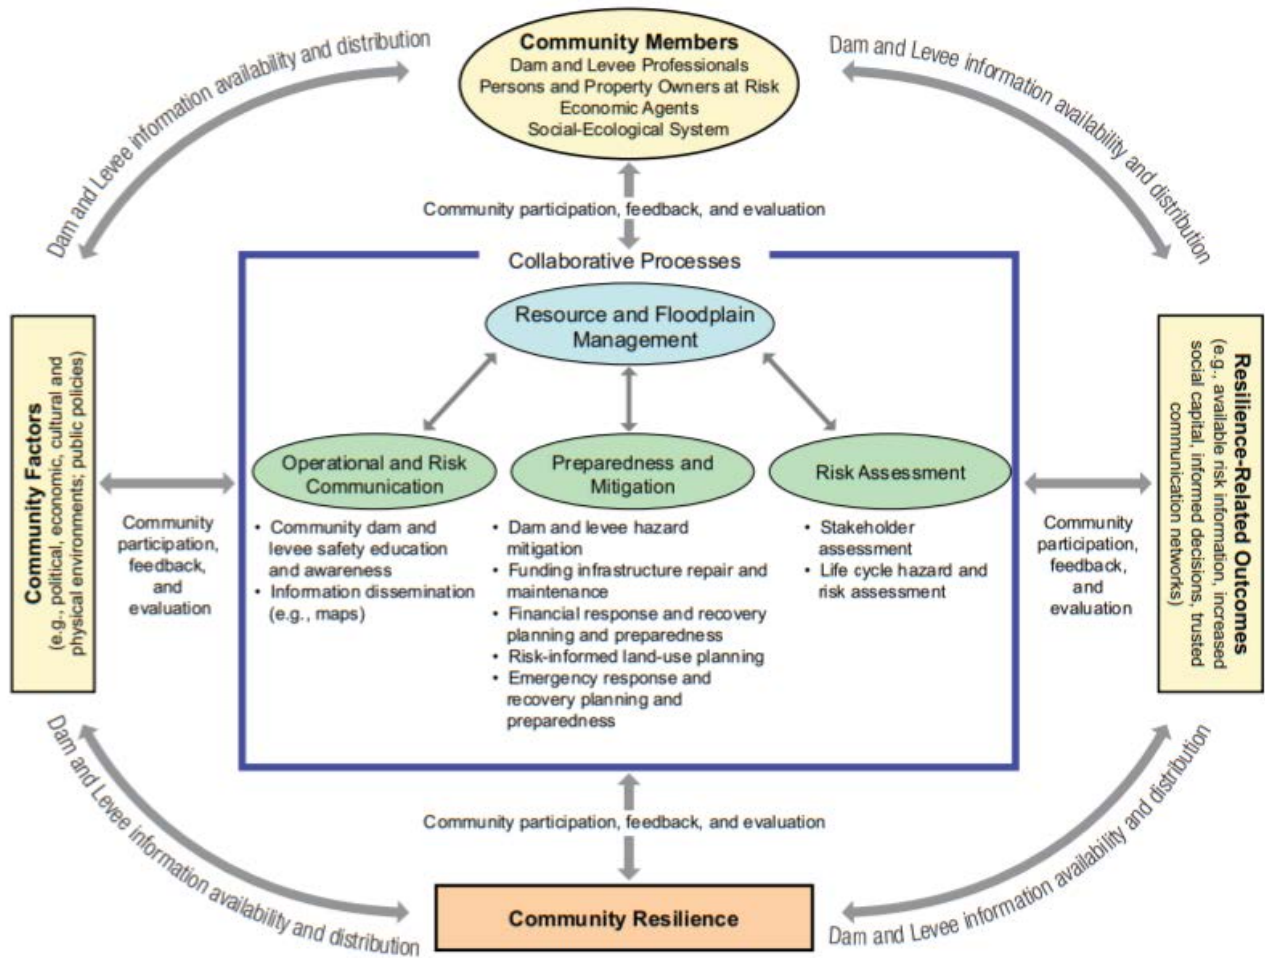 Dam and Levee information availability and distribution
Community Members
Dam and Levee Professionals
Persons and Property Owners at Risk
Economic Agents
Social-Ecological System
Dam and Levee information availability and distribution
Community participation, feedback, and evaluation
Collaborative Processes
Resource and Floodplain
Management
Community Factors
(e.g., political, economic, cultural and
physical environments; public policies)
Community
participation,
feedback,
and
evaluation
Operational and Risk
Communication
• Community dam and
levee safety education
and awareness
• Information dissemination
(e.g., maps)
Preparedness and
Mitigation
• Dam and levee hazard
mitigation
• Funding infrastructure repair and
maintenance
• Financial response and recovery
planning and preparedness
• Risk-informed land-use planning
• Emergency response and
recovery planning and
preparedness
Risk Assessment
• Stakeholder
assessment
• Life cycle hazard and
risk assessment
Community
participation,
feedback,
and
evaluation
Resilience-Related Outcomes
(e.g., available risk information, increased
social capital, informed decisions, trusted
communication networks)
Community participation, feedback, and evaluation
Dam and Levee information availability and distribution
Community Resilience
Dam and Levee information availability and distribution